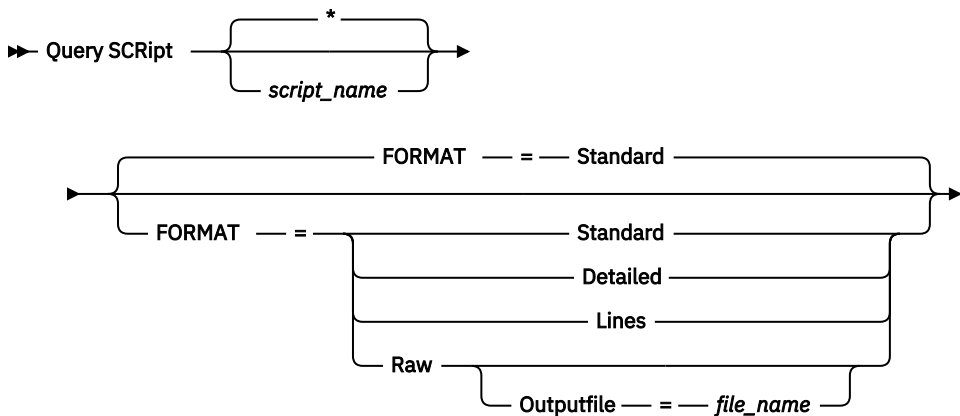 *
Query SCRipt
script_name
FORMAT = Standard
FORMAT = Standard
Detailed
Lines
Raw
Outputfile = file_name